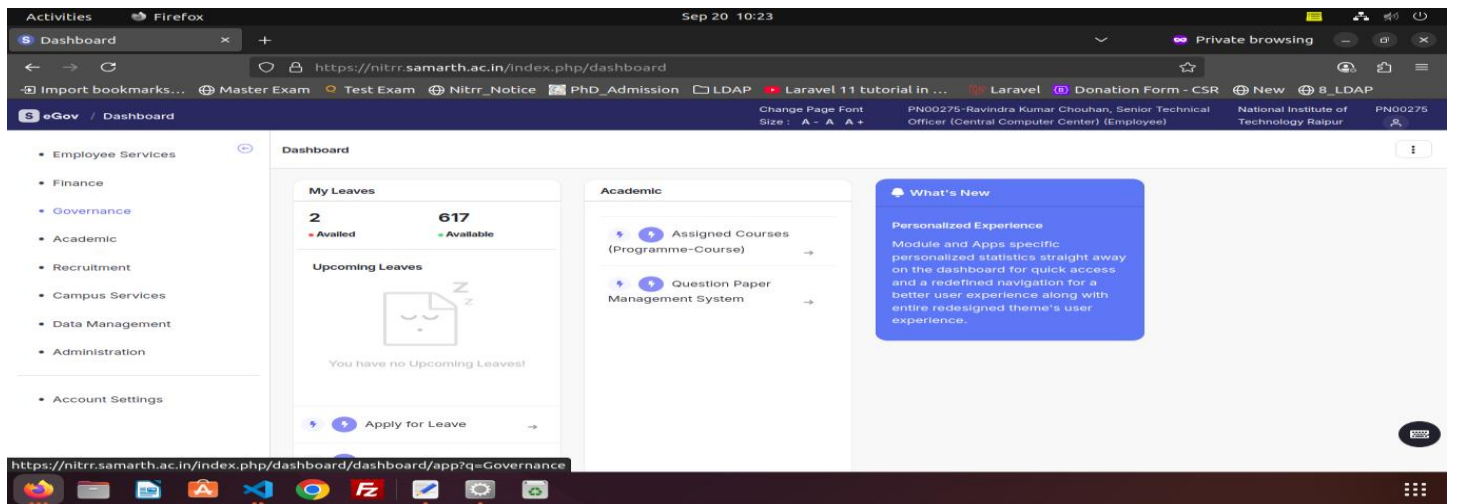 Activities Firefox Sep 20 10:23
Dashboard
Private browsing
https://nitrr.samarth.ac.in/index.php/dashboard
Import bookmarks... Master Exam Test Exam Nitrr_Notice PhD_Admission LDAP Laravel 11 tutorial in ... Laravel Donation Form - CSR New 8_LDAP
S eGov / Dashboard
Change Page Font
Size : A - A A +
PN00275-Ravindra Kumar Chouhan, Senior Technical
Officer (Central Computer Center) (Employee)
National Institute of
Technology Raipur
PN00275
Employee Services
Finance
Governance
Academic
Recruitment
Campus Services
Data Management
Administration
Account Settings
Dashboard
My Leaves
2 617
Availed Available
Upcoming Leaves
Z
z
You have no Upcoming Leaves!
Apply for Leave →
Academic
Assigned Courses
(Programme-Course) →
Question Paper
Management System →
What's New
Personalized Experience
Module and Apps specific
personalized statistics straight away
on the dashboard for quick access
and a redefined navigation for a
better user experience along with
entire redesigned theme's user
experience.
https://nitrr.samarth.ac.in/index.php/dashboard/dashboard/app?q=Governance
Fz